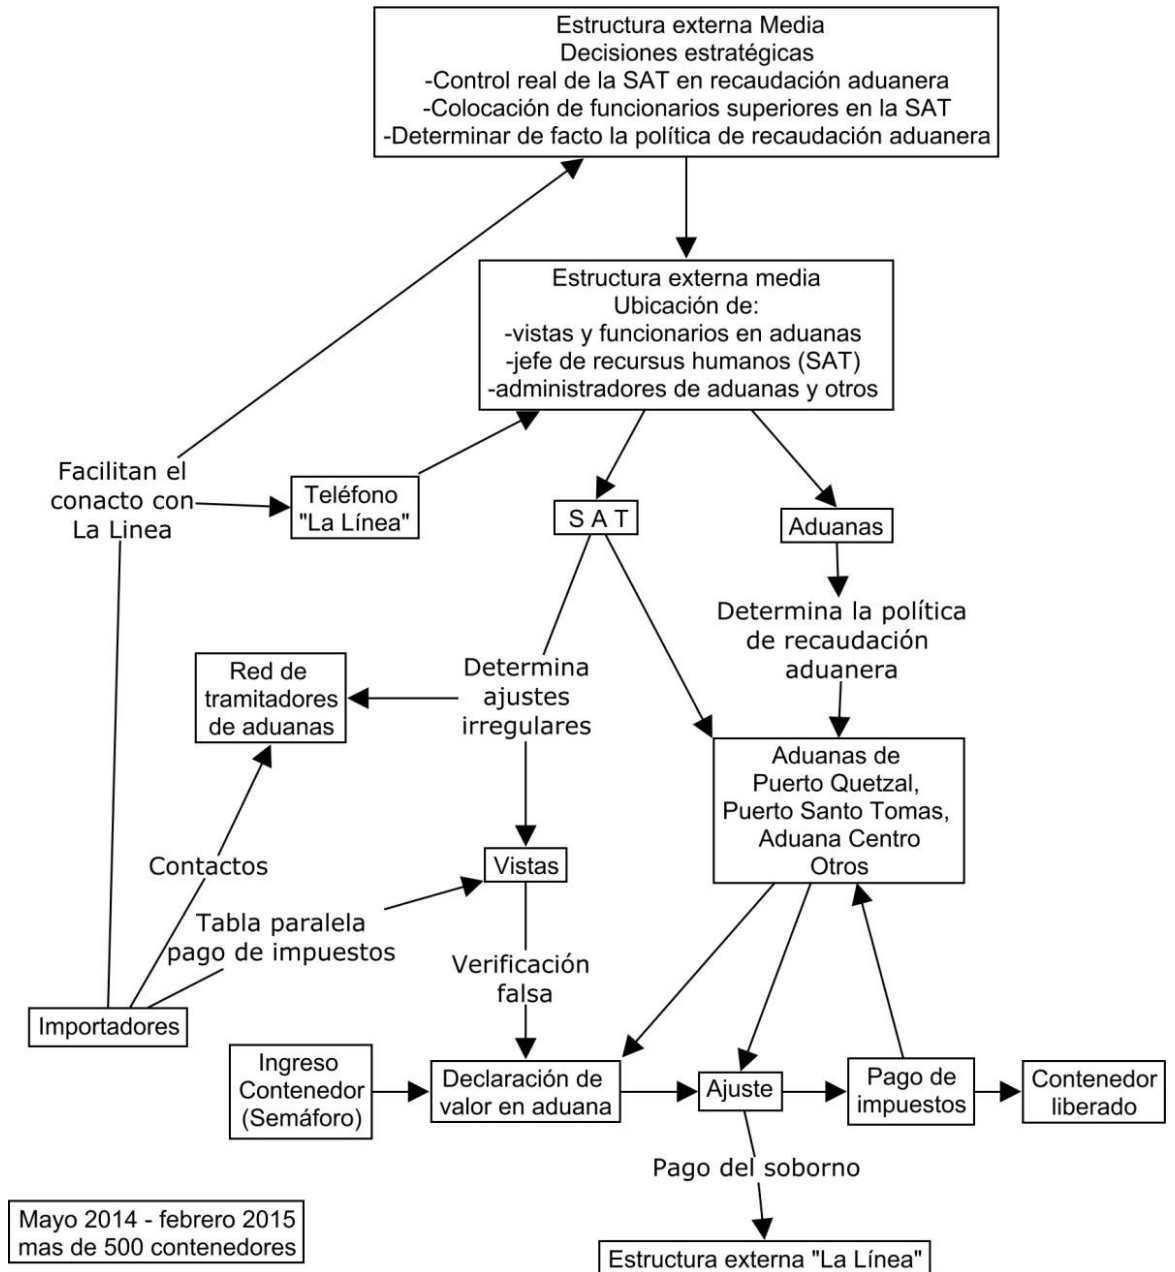 Estructura externa Media
Decisiones estratégicas
-Control real de la SAT en recaudación aduanera
-Colocación de funcionarios superiores en la SAT
-Determinar de facto la política de recaudación aduanera
Estructura externa media
Ubicación de:
-vistas y funcionarios en aduanas
-jefe de recursus humanos (SAT)
-administradores de aduanas y otros
Facilitan el
conacto con
La Linea
Teléfono
"La Línea"
S A T
Aduanas
Determina la política
de recaudación
aduanera
Red de
tramitadores
de aduanas
Determina
ajustes
irregulares
Aduanas de
Puerto Quetzal,
Puerto Santo Tomas,
Aduana Centro
Otros
Contactos
Vistas
Tabla paralela
pago de impuestos
Verificación
falsa
Importadores
Ingreso
Contenedor
(Semáforo)
Declaración de
valor en aduana
Ajuste
Pago de
impuestos
Contenedor
liberado
Pago del soborno
Mayo 2014 - febrero 2015
mas de 500 contenedores
Estructura externa "La Línea"